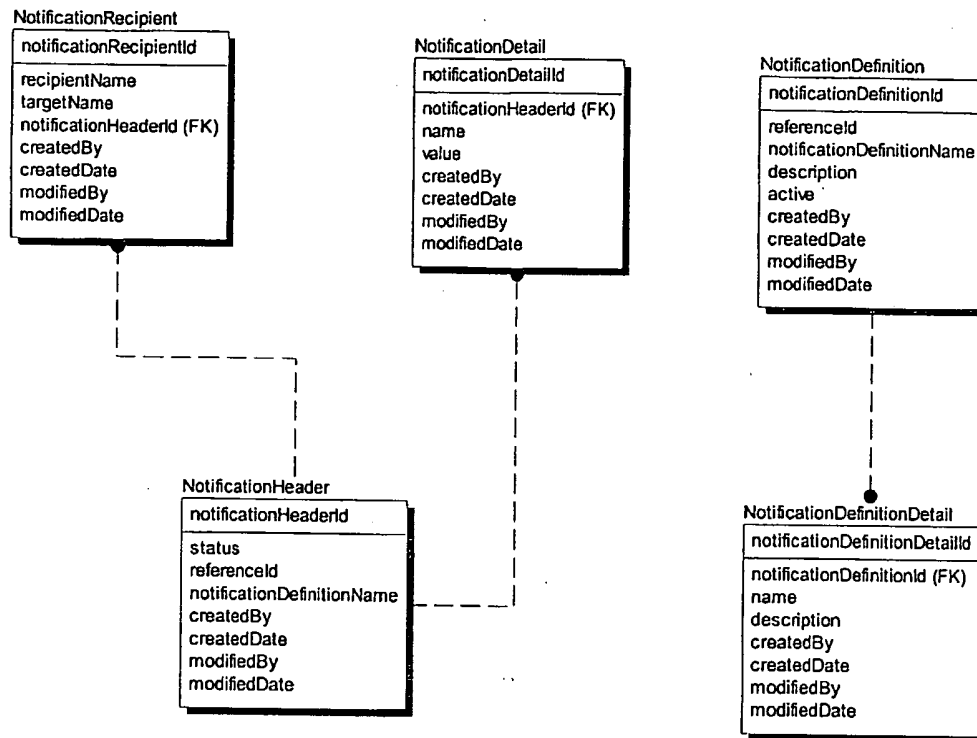 NotificationRecipient
notificationRecipientId
recipientName
targetName
notificationHeaderId (FK)
createdBy
createdDate
modifiedBy
modifiedDate
NotificationDetail
notificationDetailId
notificationHeaderId (FK)
name
value
createdBy
createdDate
modifiedBy
modifiedDate
NotificationDefinition
notificationDefinitionId
referenceId
notificationDefinitionName
description
active
createdBy
createdDate
modifiedBy
modifiedDate
NotificationHeader
notificationHeaderId
status
referenceId
notificationDefinitionName
createdBy
createdDate
modifiedBy
modifiedDate
NotificationDefinitionDetail
notificationDefinitionDetailId
notificationDefinitionId (FK)
name
description
createdBy
createdDate
modifiedBy
modifiedDate